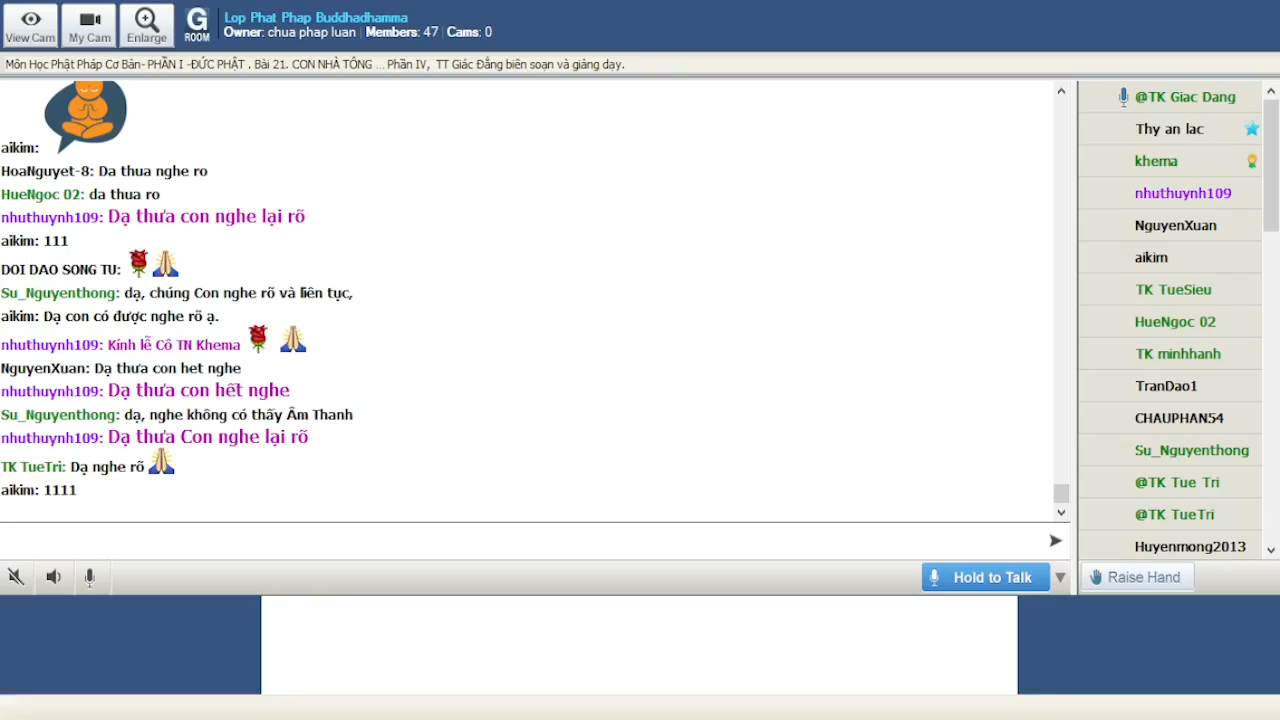 View Cam
My Cam
Enlarge
G
ROOM
Lop Phat Phap Buddhadhamma
Owner: chua phap luan | Members: 47 | Cams: 0
Môn Học Phật Pháp Cơ Bản- PHẦN I -ĐỨC PHẬT . Bài 21. CON NHÀ TÔNG ... Phần IV, TT Giác Đẳng biên soạn và giảng dạy.
aikim:
HoaNguyet-8: Da thua nghe ro
HueNgoc 02: da thua ro
nhuthuynh109: Dạ thưa con nghe lại rõ
aikim: 111
DOI DAO SONG TU:
Su_Nguyenthong: dạ, chúng Con nghe rõ và liên tục,
aikim: Dạ con có được nghe rõ ạ.
nhuthuynh109: Kính lễ Cô TN Khema
NguyenXuan: Dạ thưa con het nghe
nhuthuynh109: Dạ thưa con hết nghe
Su_Nguyenthong: dạ, nghe không có thấy Âm Thanh
nhuthuynh109: Dạ thưa Con nghe lại rõ
TK TueTri: Dạ nghe rõ
aikim: 1111
@TK Giac Dang
Thy an lac
khema
nhuthuynh109
NguyenXuan
aikim
TK TueSieu
HueNgoc 02
TK minhhanh
TranDao1
CHAUPHAN54
Su_Nguyenthong
@TK Tue Tri
@TK TueTri
Huyenmong2013
Hold to Talk
Raise Hand